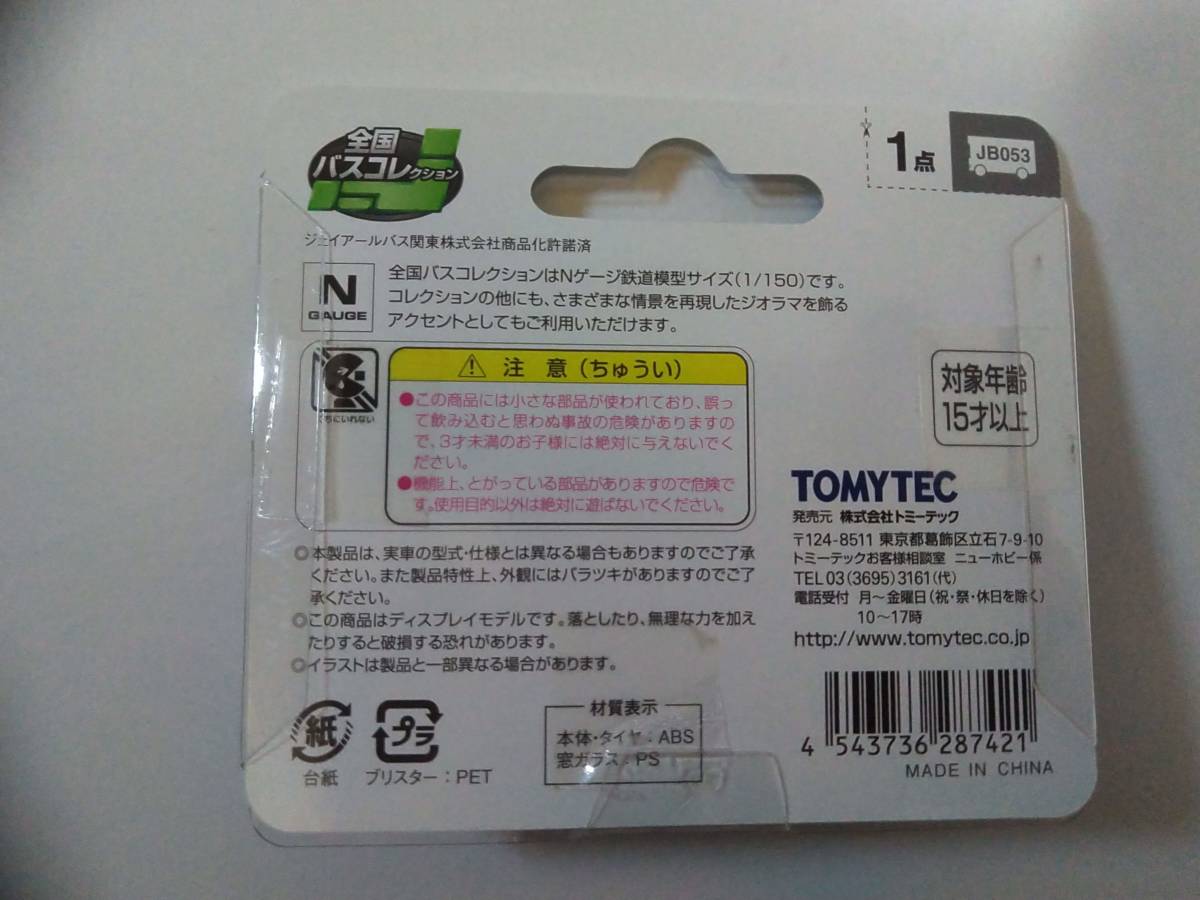 全国
バスコレクション
1点
JB053
ジェイアールバス関東株式会社商品化許諾済
N
GAUGE
全国バスコレクションはNゲージ鉄道模型サイズ(1/150)です。
コレクションの他にも、さまざまな情景を再現したジオラマを飾る
アクセントとしてもご利用いただけます。
くちにいれない
注 意(ちゅうい)
●この商品には小さな部品が使われており、誤っ
て飲み込むと思わぬ事故の危険がありますの
で、3才未満のお子様には絶対に与えないでく
ださい。
●機能上、とがっている部品がありますので危険で
す。使用目的以外は絶対に遊ばないでください。
対象年齢
15才以上
◎本製品は、実車の型式・仕様とは異なる場合もありますのでご了承
ください。また製品特性上、外観にはバラツキがありますのでご了
承ください。
◎この商品はディスプレイモデルです。落としたり、無理な力を加え
たりすると破損する恐れがあります。
◎イラストは製品と一部異なる場合があります。
TOMYTEC
発売元 株式会社トミーテック
〒124-8511 東京都葛飾区立石7-9-10
トミーテックお客様相談室 ニューホビー係
TEL03(3695)3161(代)
電話受付 月~金曜日(祝・祭・休日を除く)
10~17時
http://www.tomytec.co.jp
紙
台紙
プラ
ブリスター:PET
材質表示
本体・タイヤ:ABS
窓ガラス:PS
4 543736 287421
MADE IN CHINA